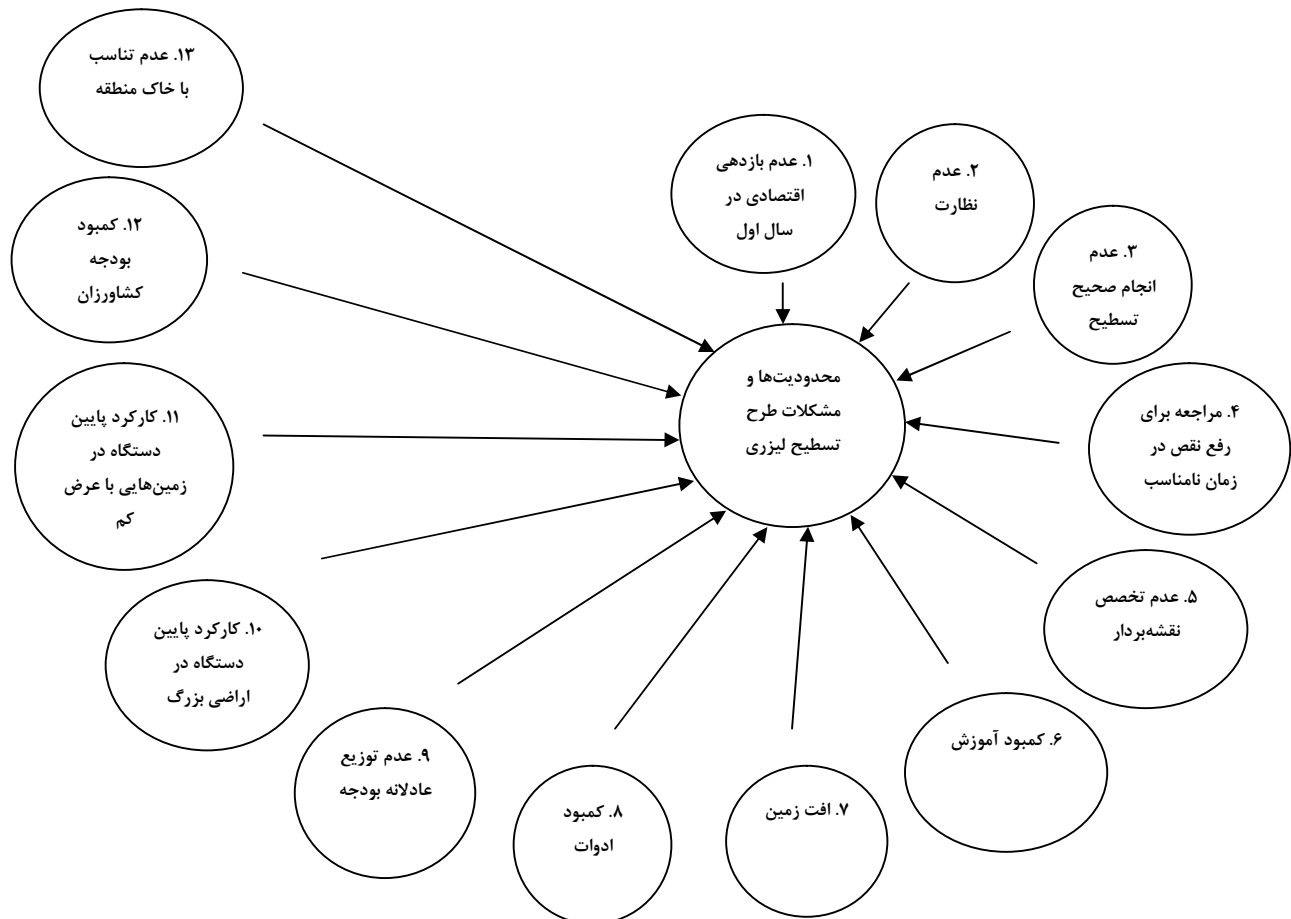 ۱. عدم بازدهی
اقتصادی در
سال اول
۲. عدم
نظارت
۳. عدم
انجام صحیح
تسطیح
۴. مراجعه برای
رفع نقص در
زمان نامناسب
۵. عدم تخصص
نقشه‌بردار
۶. کمبود آموزش
۷. افت زمین
۸. کمبود
ادوات
۹. عدم توزیع
عادلانه بودجه
۱۰. کارکرد پایین
دستگاه در
اراضی بزرگ
۱۱. کارکرد پایین
دستگاه در
زمین‌هایی با عرض
کم
۱۲. کمبود
بودجه
کشاورزان
۱۳. عدم تناسب
با خاک منطقه
محدودیت‌ها و
مشکلات طرح
تسطیح لیزری